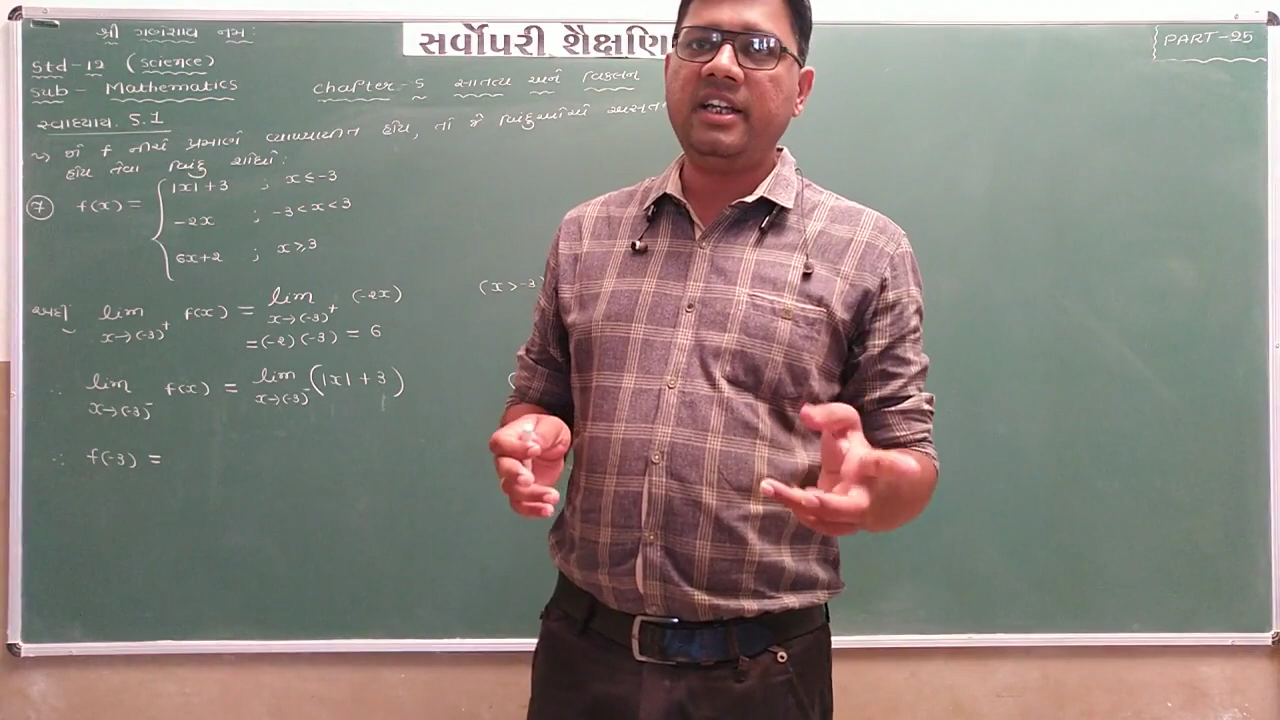 શ્રી ગણેશાય નમ:
સર્વોપરી શૈક્ષણિ
PART-25
Std-12 (Science)
Sub - Mathematics
Chapter-5 સાતત્ય અને વિકલન
સ્વાધ્યાય 5.1
જો f નીચે પ્રમાણે વ્યાખ્યાયીત હોય, તો જે બિંદુઓએ અસત
હોય તેવા બિંદુ શોધો:
(7) f(x) = { |x|+3 ; x≤-3
-2x ; -3<x<3
6x+2 ; x≥3
અહીં lim x→(-3)⁺ f(x) = lim x→(-3)⁺ (-2x) (x>-3)
=(-2)(-3) = 6
∴ lim x→(-3)⁻ f(x) = lim x→(-3)⁻ (|x|+3) (
∴ f(-3) =